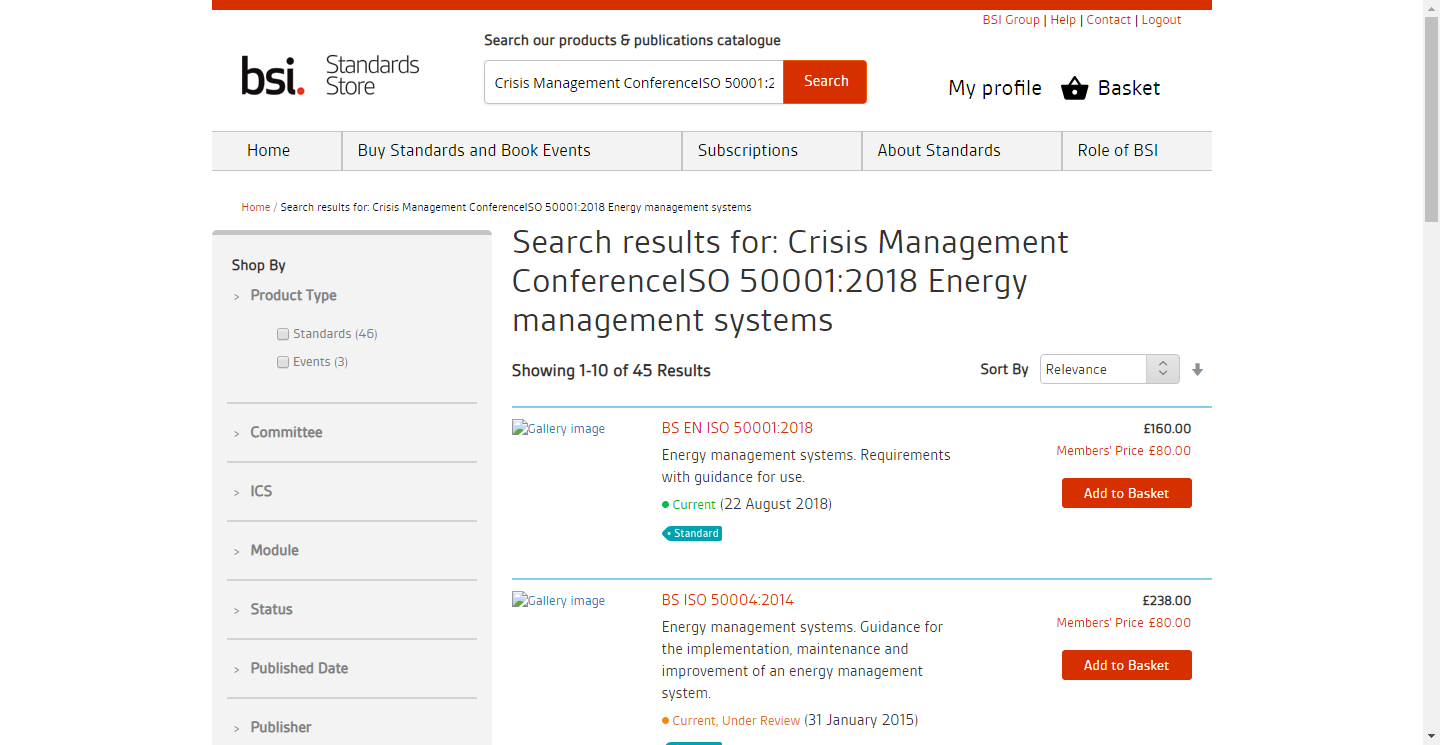 BSI Group | Help | Contact | Logout
Search our products & publications catalogue
bsi. Standards
Store
Crisis Management ConferenceISO 50001:2
Search
My profile
Basket
Home
Buy Standards and Book Events
Subscriptions
About Standards
Role of BSI
Home / Search results for: Crisis Management ConferenceISO 50001:2018 Energy management systems
Shop By
> Product Type
Standards (46)
Events (3)
> Committee
> ICS
> Module
> Status
> Published Date
> Publisher
Search results for: Crisis Management
ConferenceISO 50001:2018 Energy
management systems
Showing 1-10 of 45 Results
Sort By
Relevance
Gallery image
BS EN ISO 50001:2018
Energy management systems. Requirements
with guidance for use.
Current (22 August 2018)
Standard
£160.00
Members' Price £80.00
Add to Basket
Gallery image
BS ISO 50004:2014
Energy management systems. Guidance for
the implementation, maintenance and
improvement of an energy management
system.
Current, Under Review (31 January 2015)
£238.00
Members' Price £80.00
Add to Basket